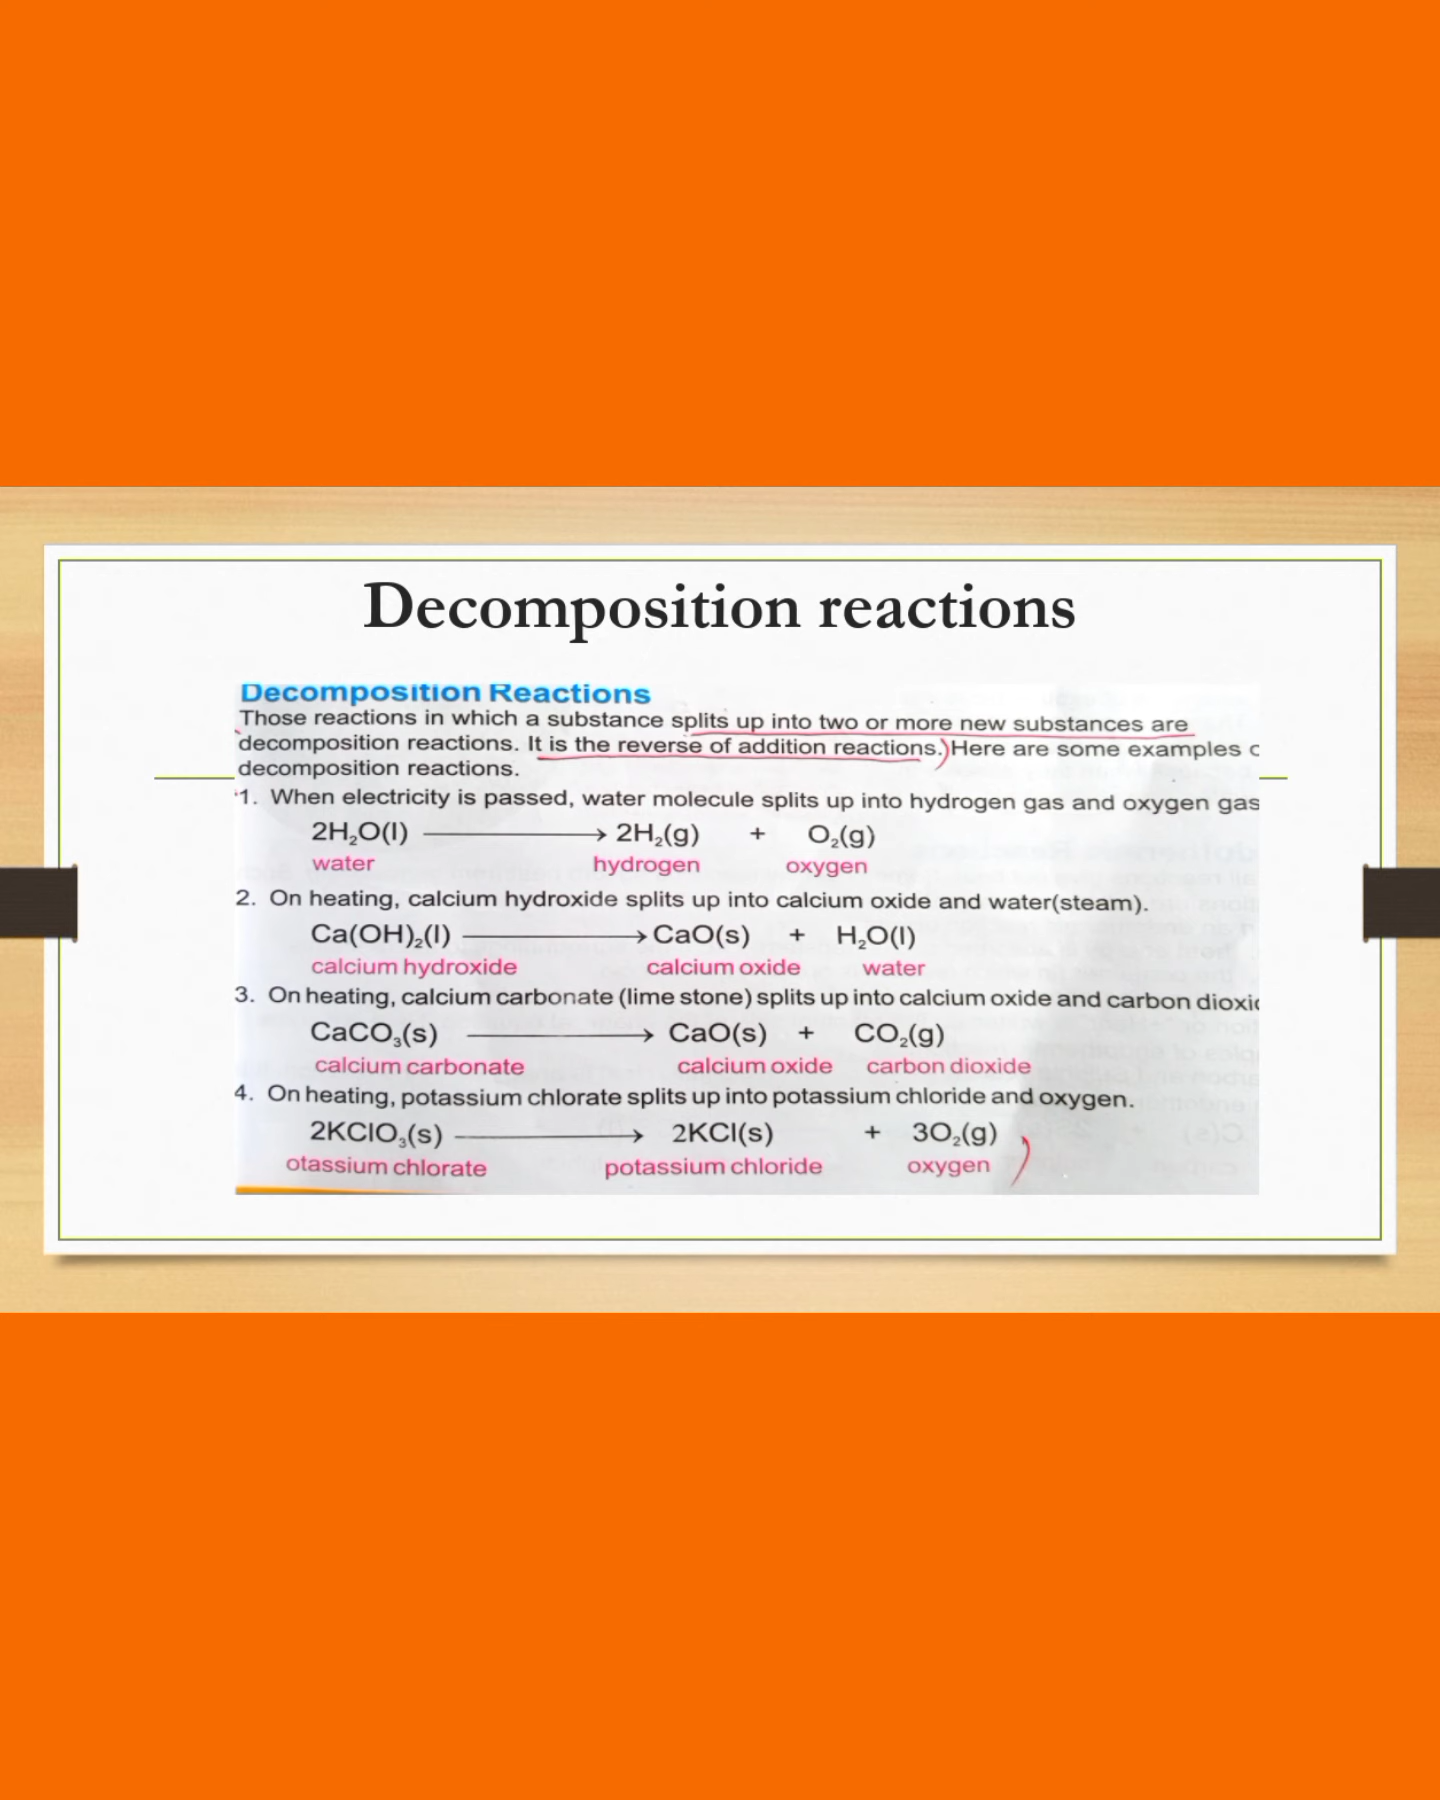 Decomposition reactions
Decomposition Reactions
Those reactions in which a substance splits up into two or more new substances are
decomposition reactions. It is the reverse of addition reactions.) Here are some examples
decomposition reactions.
1. When electricity is passed, water molecule splits up into hydrogen gas and oxygen gas
2H₂O(l) ⟶ 2H₂(g) + O₂(g)
water hydrogen oxygen
2. On heating, calcium hydroxide splits up into calcium oxide and water(steam).
Ca(OH)₂(l) ⟶ CaO(s) + H₂O(l)
calcium hydroxide calcium oxide water
3. On heating, calcium carbonate (lime stone) splits up into calcium oxide and carbon dioxi
CaCO₃(s) ⟶ CaO(s) + CO₂(g)
calcium carbonate calcium oxide carbon dioxide
4. On heating, potassium chlorate splits up into potassium chloride and oxygen.
2KClO₃(s) ⟶ 2KCl(s) + 3O₂(g) )
otassium chlorate potassium chloride oxygen